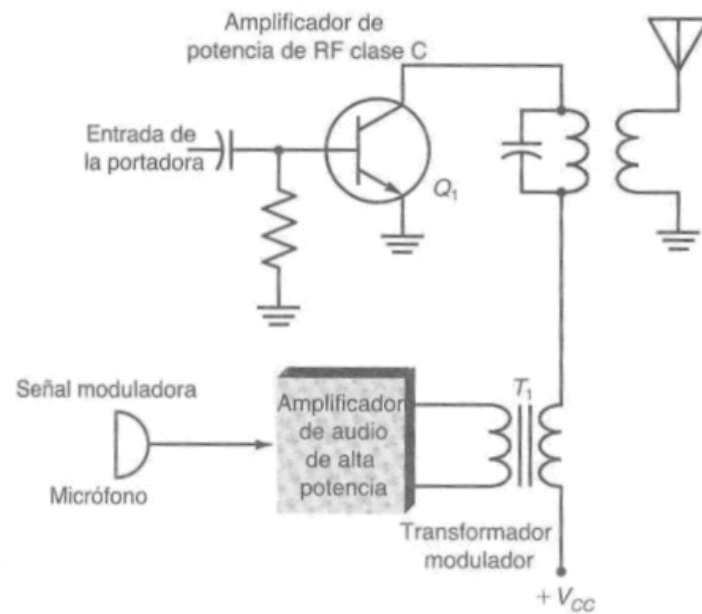 Amplificador de
potencia de RF clase C
Entrada de
la portadora
Q1
Señal moduladora
Micrófono
Amplificador
de audio
de alta
potencia
T1
Transformador
modulador
+ VCC